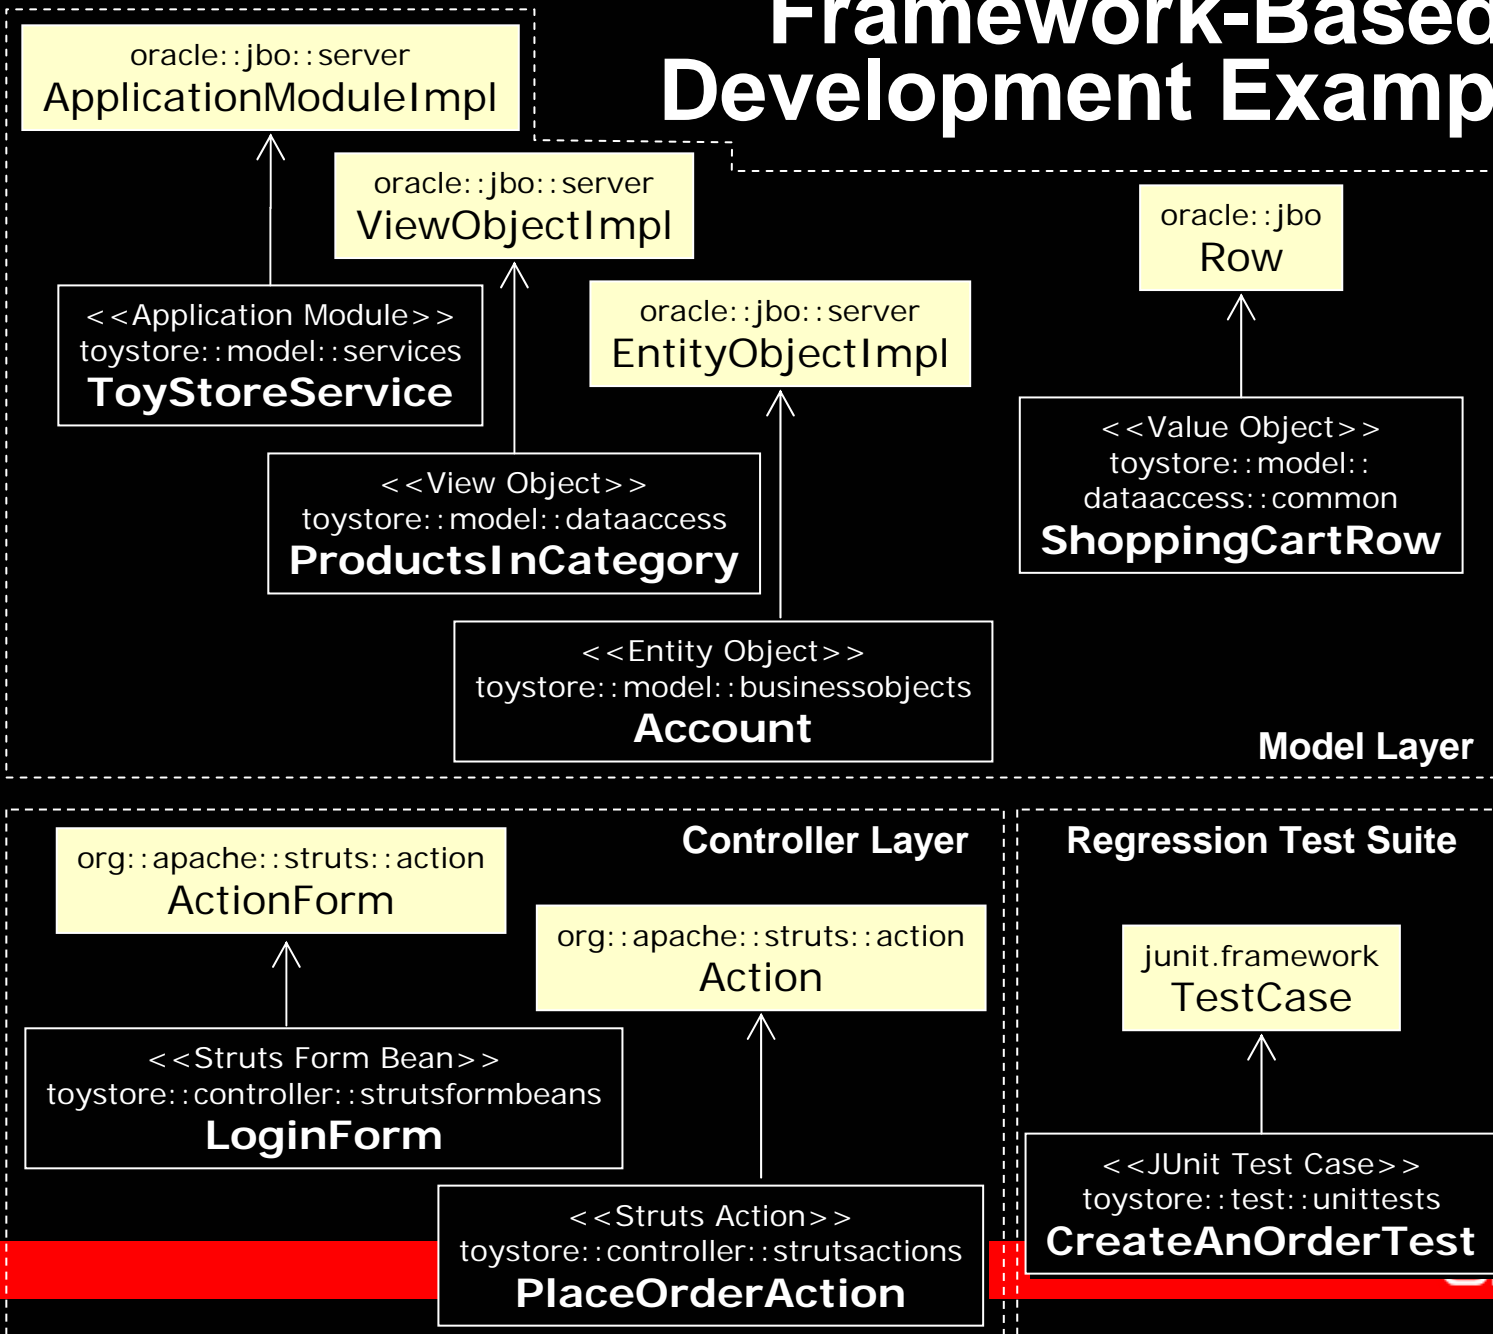 Framework-Based
Development Examp
oracle::jbo::server
ApplicationModuleImpl
oracle::jbo::server
ViewObjectImpl
oracle::jbo
Row
<<Application Module>>
toystore::model::services
ToyStoreService
oracle::jbo::server
EntityObjectImpl
<<Value Object>>
toystore::model::
dataaccess::common
ShoppingCartRow
<<View Object>>
toystore::model::dataaccess
ProductsInCategory
<<Entity Object>>
toystore::model::businessobjects
Account
Model Layer
Controller Layer
org::apache::struts::action
ActionForm
org::apache::struts::action
Action
<<Struts Form Bean>>
toystore::controller::strutsformbeans
LoginForm
<<Struts Action>>
toystore::controller::strutsactions
PlaceOrderAction
Regression Test Suite
junit.framework
TestCase
<<JUnit Test Case>>
toystore::test::unittests
CreateAnOrderTest